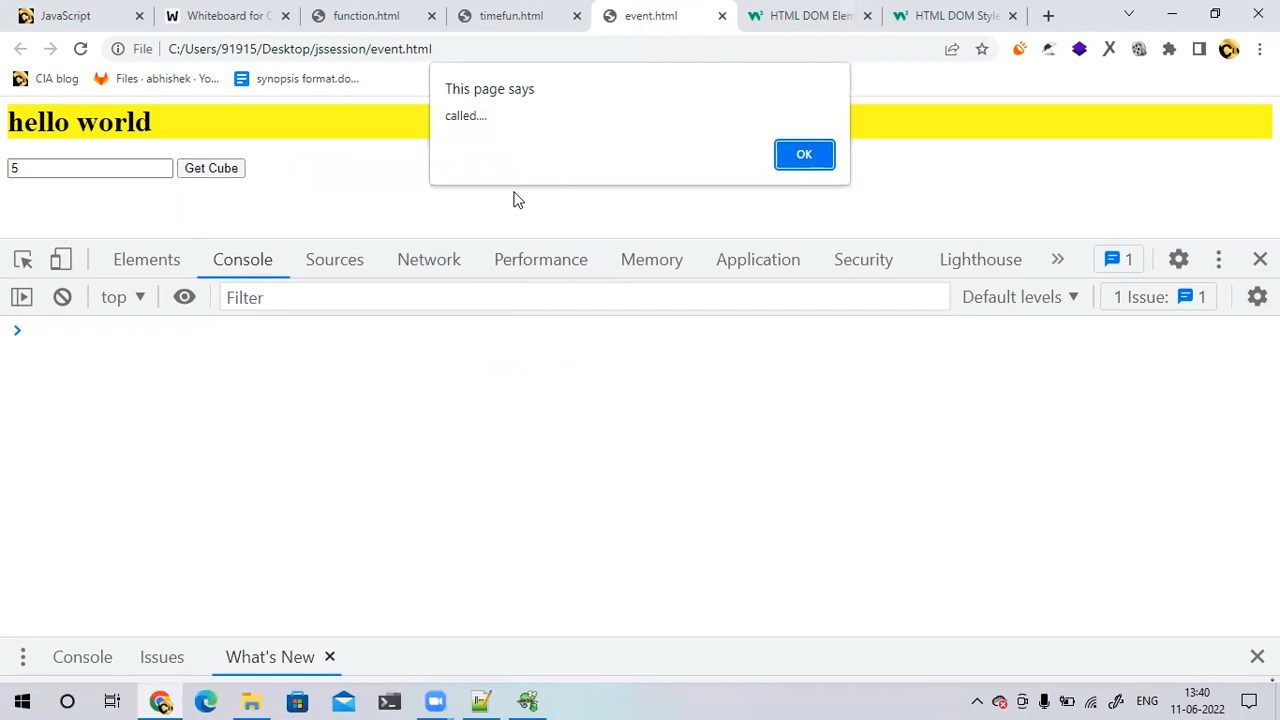 JavaScript
Whiteboard for C
function.html
timefun.html
event.html
HTML DOM Elem
HTML DOM Style
File
C:/Users/91915/Desktop/jssession/event.html
CIA blog
Files · abhishek · Yo...
synopsis format.do...
This page says
called....
OK
hello world
5
Get Cube
Elements
Console
Sources
Network
Performance
Memory
Application
Security
Lighthouse
1
top
Filter
Default levels
1 Issue:
1
Console
Issues
What's New
ENG
13:40
11-06-2022